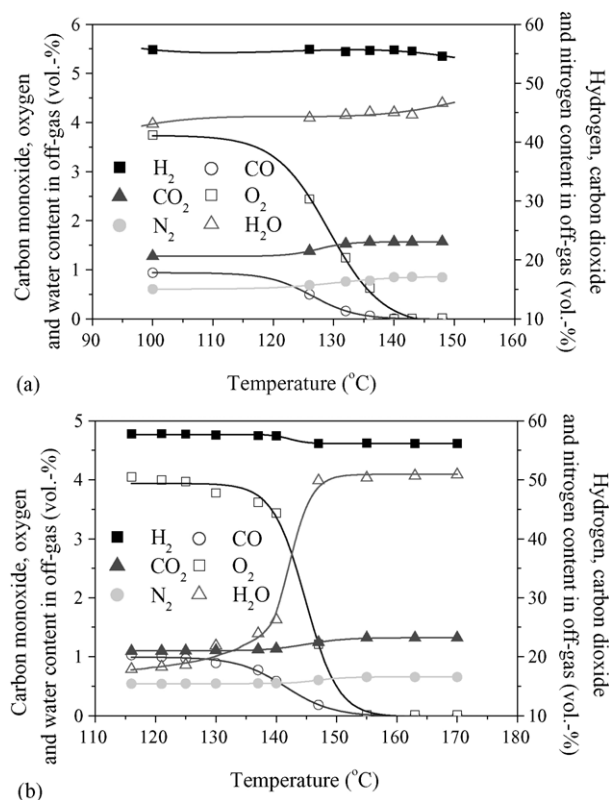 Carbon monoxide, oxygen
and water content in off-gas (vol.-%)
6
5
4
3
2
1
0
H2
CO2
N2
CO
O2
H2O
60
50
40
30
20
10
Hydrogen, carbon dioxide
and nitrogen content in off-gas (vol.-%)
90 100 110 120 130 140 150 160
(a)
Temperature (°C)
Carbon monoxide, oxygen
and water content in off-gas (vol.-%)
5
4
3
2
1
0
H2
CO2
N2
CO
O2
H2O
60
50
40
30
20
10
Hydrogen, carbon dioxide
and nitrogen content in off-gas (vol.-%)
110 120 130 140 150 160 170 180
(b)
Temperature (°C)